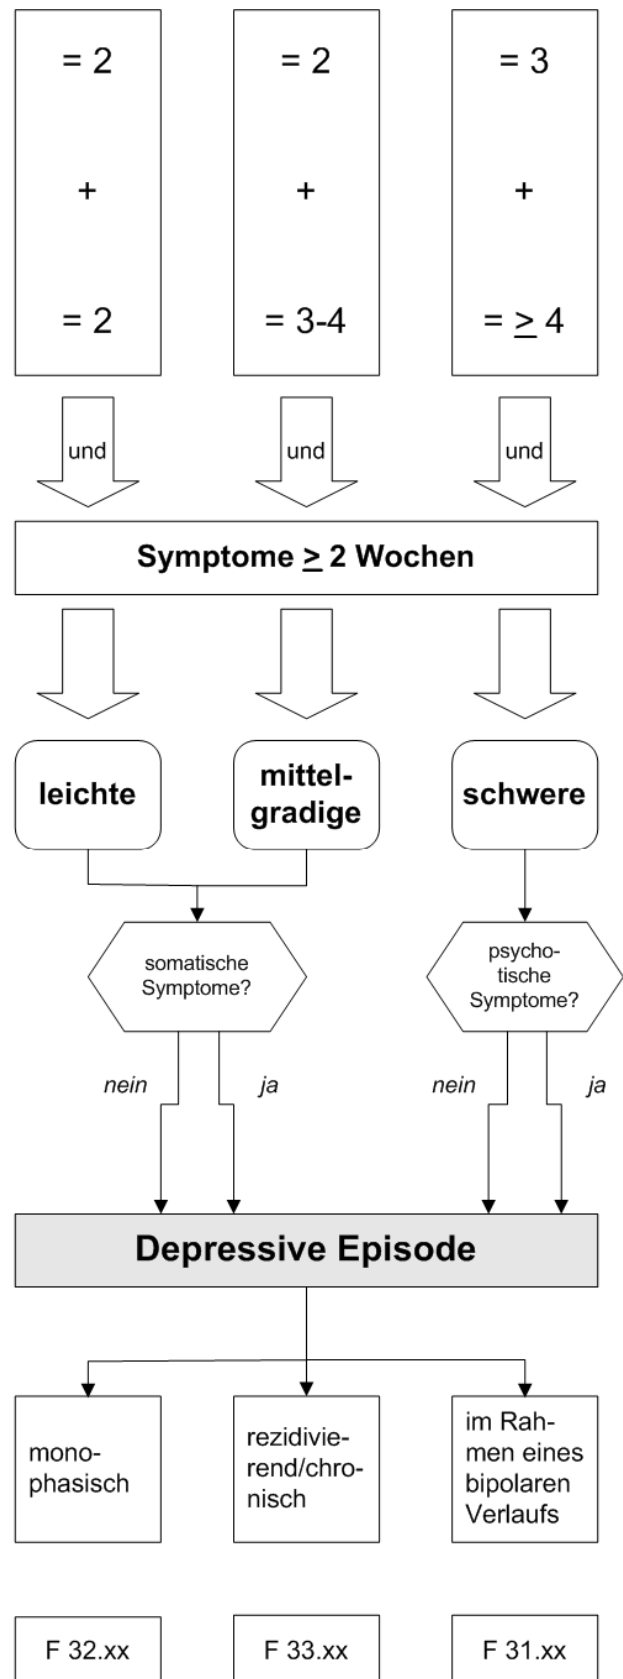 = 2
= 2
= 3
+
+
+
= 2
= 3-4
= ≥ 4
und
und
und
Symptome ≥ 2 Wochen
leichte
mittel-
gradige
schwere
somatische
Symptome?
psycho-
tische
Symptome?
nein
ja
nein
ja
Depressive Episode
mono-
phasisch
rezidivie-
rend/chro-
nisch
im Rah-
men eines
bipolaren
Verlaufs
F 32.xx
F 33.xx
F 31.xx